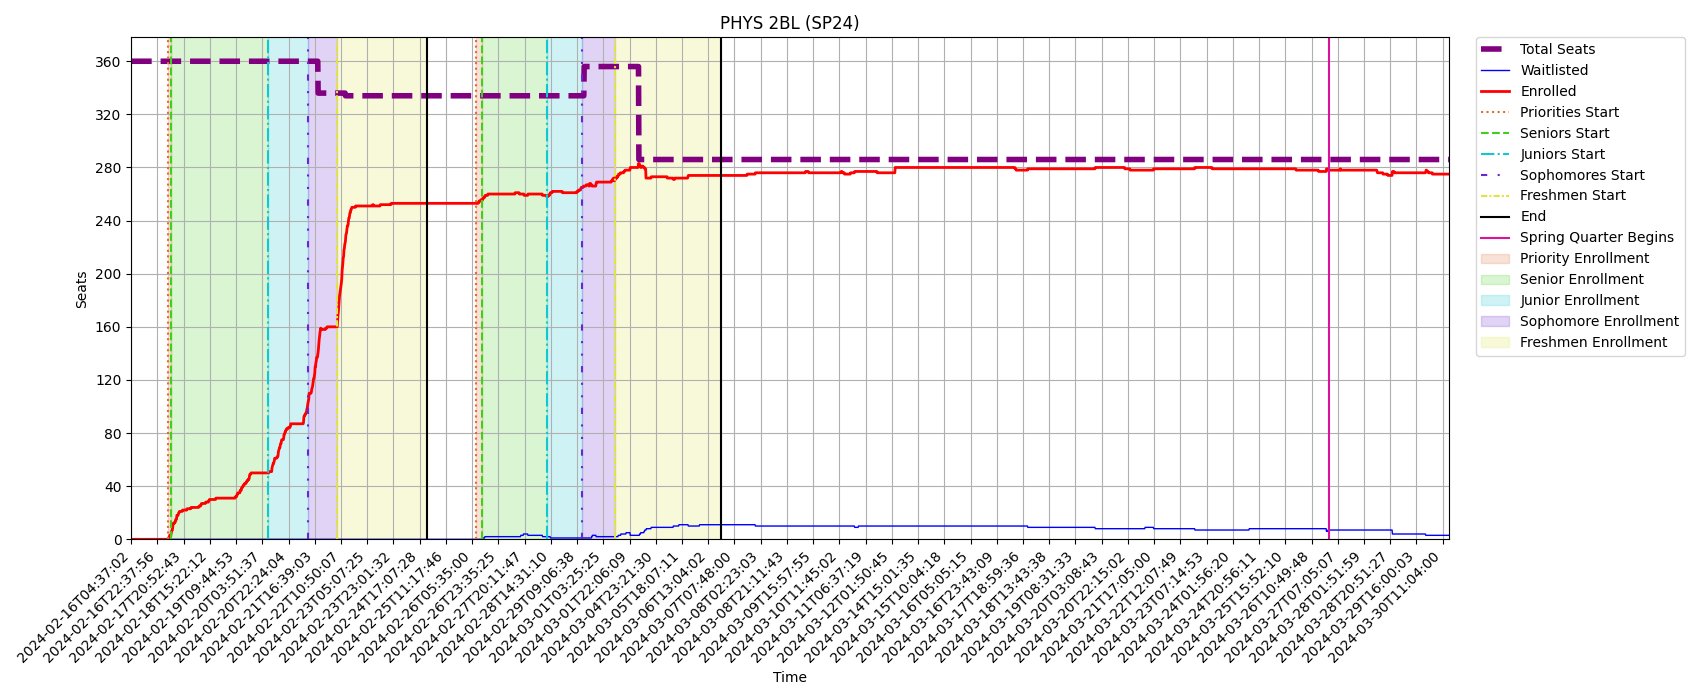 PHYS 2BL (SP24)
Seats
360
320
280
240
200
160
120
80
40
0
2024-02-16T04:37:02
2024-02-16T22:37:56
2024-02-17T20:52:43
2024-02-18T15:22:12
2024-02-19T09:44:53
2024-02-20T03:51:37
2024-02-20T22:24:04
2024-02-21T16:39:03
2024-02-22T10:50:07
2024-02-23T05:07:25
2024-02-23T23:01:32
2024-02-24T17:07:28
2024-02-25T11:17:46
2024-02-26T05:35:00
2024-02-26T23:35:25
2024-02-27T20:11:47
2024-02-28T14:31:10
2024-02-29T09:06:38
2024-03-01T03:25:25
2024-03-01T22:06:09
2024-03-04T23:21:30
2024-03-05T18:07:11
2024-03-06T13:04:02
2024-03-07T07:48:00
2024-03-08T02:23:03
2024-03-08T21:11:43
2024-03-09T15:57:55
2024-03-10T11:45:02
2024-03-11T06:37:19
2024-03-12T01:50:45
2024-03-14T15:01:35
2024-03-15T10:04:18
2024-03-16T05:05:15
2024-03-16T23:43:09
2024-03-17T18:59:36
2024-03-18T13:43:38
2024-03-19T08:31:33
2024-03-20T03:08:43
2024-03-20T22:15:02
2024-03-21T17:05:00
2024-03-22T12:07:49
2024-03-23T07:14:53
2024-03-24T01:56:20
2024-03-24T20:56:11
2024-03-25T15:52:10
2024-03-26T10:49:48
2024-03-27T07:05:07
2024-03-28T01:51:59
2024-03-28T20:51:27
2024-03-29T16:00:03
2024-03-30T11:04:00
Time
Total Seats
Waitlisted
Enrolled
Priorities Start
Seniors Start
Juniors Start
Sophomores Start
Freshmen Start
End
Spring Quarter Begins
Priority Enrollment
Senior Enrollment
Junior Enrollment
Sophomore Enrollment
Freshmen Enrollment